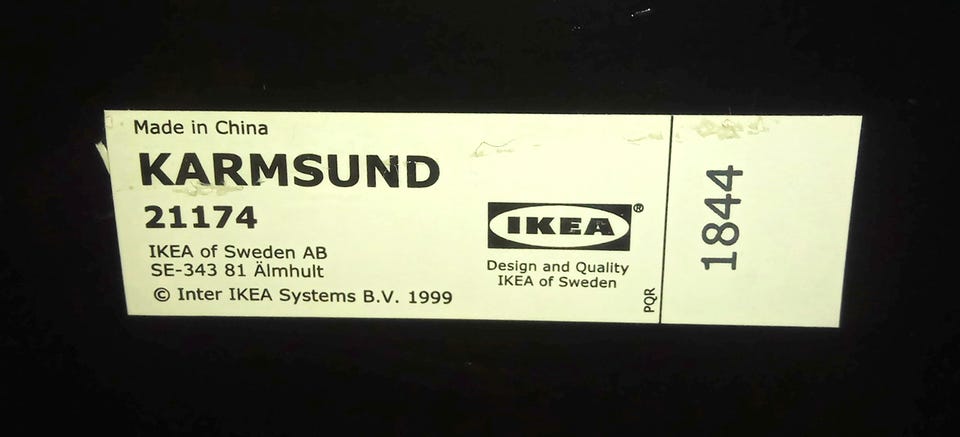 Made in China
KARMSUND
21174
IKEA of Sweden AB
SE-343 81 Älmhult
© Inter IKEA Systems B.V. 1999
IKEA®
Design and Quality
IKEA of Sweden
PQR
1844